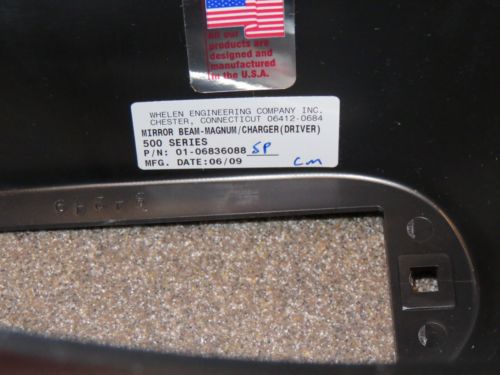 All our
products are
designed and
manufactured
in the U.S.A.
WHELEN ENGINEERING COMPANY INC.
CHESTER, CONNECTICUT 06412-0684
MIRROR BEAM-MAGNUM/CHARGER(DRIVER)
500 SERIES
P/N: 01-06836088 SP
MFG. DATE:06/09 CM